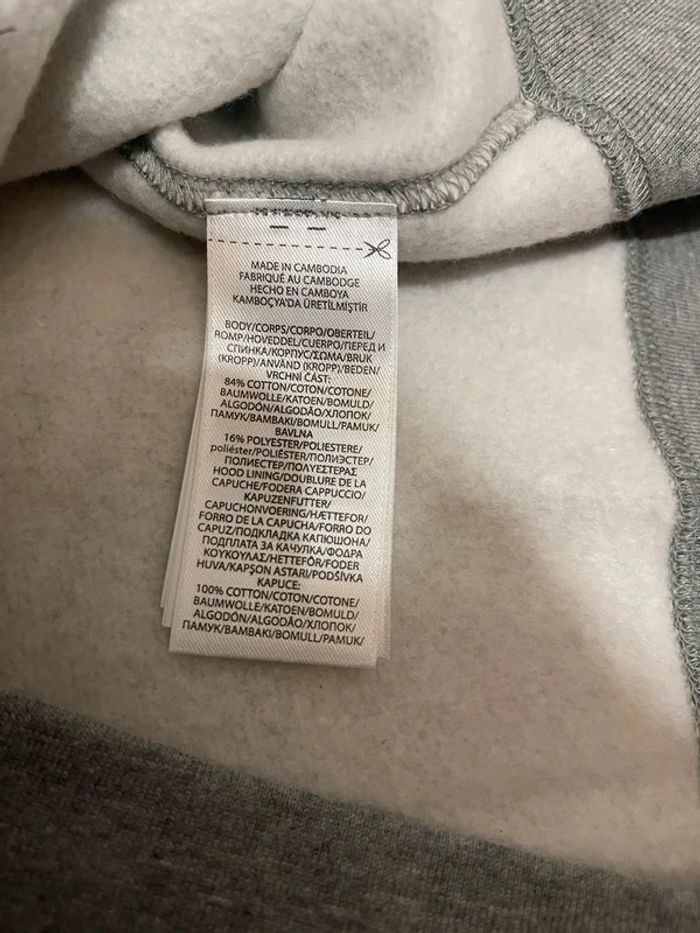 MADE IN CAMBODIA
FABRIQUÉ AU CAMBODGE
HECHO EN CAMBOYA
KAMBOÇYA'DA ÜRETİLMİŞTİR
BODY/CORPS/CORPO/OBERTEIL/
ROMP/HOVEDDEL/CUERPO/ПЕРЕД И
СПИНКА/КОРПУС/ΣΩΜΑ/BRUK
(KROPP)/ANVÄND (KROPP)/BEDEN/
VRCHNÍ ČÁST:
84% COTTON/COTON/COTONE/
BAUMWOLLE/KATOEN/BOMULD/
ALGODÓN/ALGODÃO/ХЛОПОК/
ПАМУК/ΒΑΜΒΑΚΙ/BOMULL/PAMUK/
BAVLNA
16% POLYESTER/POLIESTERE/
poliéster/POLIÉSTER/ПОЛИЭСТЕР/
ПОЛИЕСТЕР/ΠΟΛΥΕΣΤΕΡΑΣ
HOOD LINING/DOUBLURE DE LA
CAPUCHE/FODERA CAPPUCCIO/
KAPUZENFUTTER/
CAPUCHONVOERING/HÆTTEFOR/
FORRO DE LA CAPUCHA/FORRO DO
CAPUZ/ПОДКЛАДКА КАПЮШОНА/
ПОДПЛАТА ЗА КАЧУЛКА/ΦΟΔΡΑ
ΚΟΥΚΟΥΛΑΣ/HETTEFÔR/FODER
HUVA/KAPŞON ASTARI/PODŠÍVKA
KAPUCE:
100% COTTON/COTON/COTONE/
BAUMWOLLE/KATOEN/BOMULD/
ALGODÓN/ALGODÃO/ХЛОПОК/
ПАМУК/ΒΑΜΒΑΚΙ/BOMULL/PAMUK/